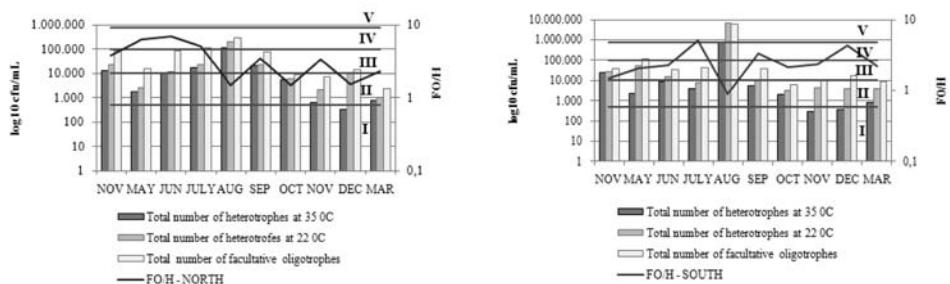 1.000.000
100.000
10.000
1.000
100
10
1
log10 cfu/mL
V
IV
III
II
I
10
1
0,1
FO/H
NOV MAY JUN JULY AUG SEP OCT NOV DEC MAR
Total number of heterotrophes at 35 0C
Total number of heterotrofes at 22 0C
Total number of facultative oligotrophes
FO/H - NORTH
10.000.000
1.000.000
100.000
10.000
1.000
100
10
1
log10 cfu/mL
V
IV
III
II
I
10
1
0,1
FO/H
NOV MAY JUN JULY AUG SEP OCT NOV DEC MAR
Total number of heterotrophes at 35 0C
Total number of heterotrophes at 22 0C
Total number of facultative oligotrophes
FO/H - SOUTH